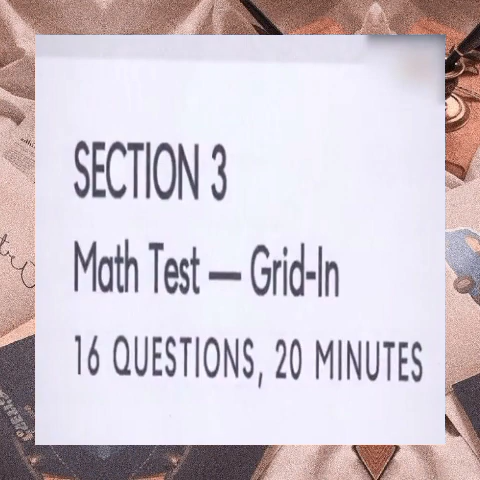 SECTION 3
Math Test — Grid-In
16 QUESTIONS, 20 MINUTES